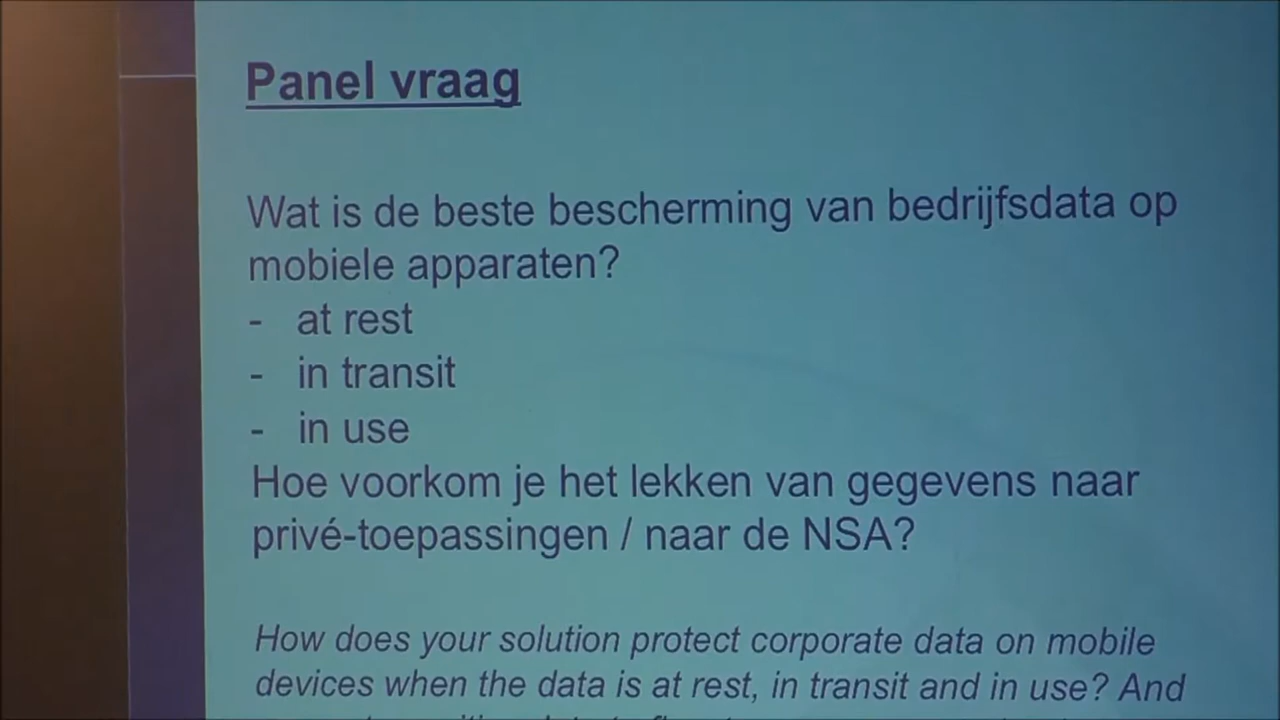 Panel vraag
Wat is de beste bescherming van bedrijfsdata op
mobiele apparaten?
- at rest
- in transit
- in use
Hoe voorkom je het lekken van gegevens naar
privé-toepassingen / naar de NSA?
How does your solution protect corporate data on mobile
devices when the data is at rest, in transit and in use? And